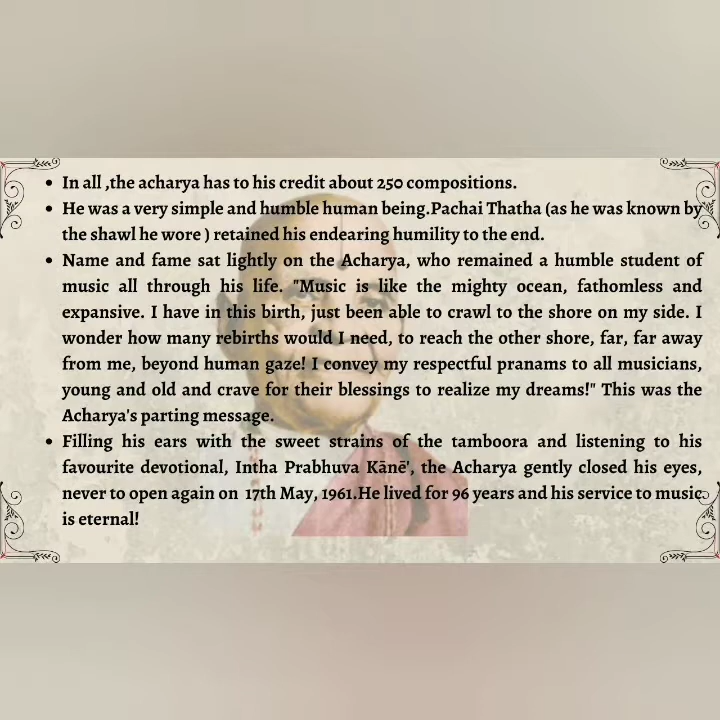 • In all ,the acharya has to his credit about 250 compositions.
• He was a very simple and humble human being.Pachai Thatha (as he was known by
the shawl he wore ) retained his endearing humility to the end.
• Name and fame sat lightly on the Acharya, who remained a humble student of
music all through his life. "Music is like the mighty ocean, fathomless and
expansive. I have in this birth, just been able to crawl to the shore on my side. I
wonder how many rebirths would I need, to reach the other shore, far, far away
from me, beyond human gaze! I convey my respectful pranams to all musicians,
young and old and crave for their blessings to realize my dreams!" This was the
Acharya's parting message.
• Filling his ears with the sweet strains of the tamboora and listening to his
favourite devotional, Intha Prabhuva Kānē', the Acharya gently closed his eyes,
never to open again on 17th May, 1961.He lived for 96 years and his service to music
is eternal!